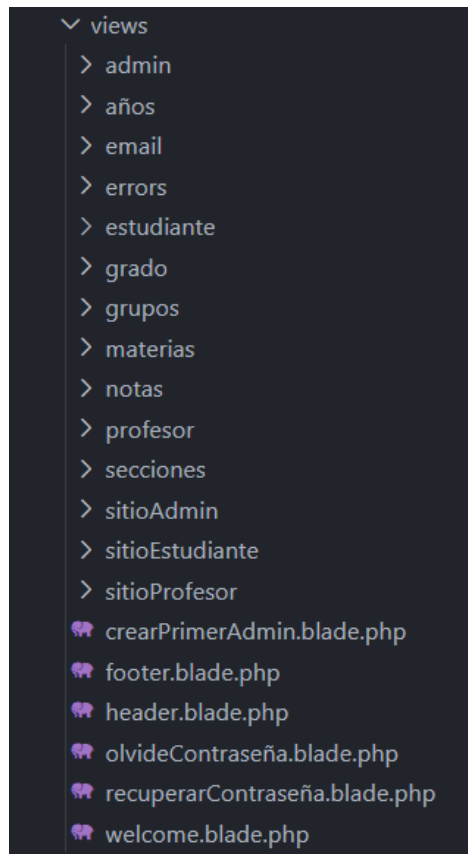 views
admin
años
email
errors
estudiante
grado
grupos
materias
notas
profesor
secciones
sitioAdmin
sitioEstudiante
sitioProfesor
crearPrimerAdmin.blade.php
footer.blade.php
header.blade.php
olvideContraseña.blade.php
recuperarContraseña.blade.php
welcome.blade.php